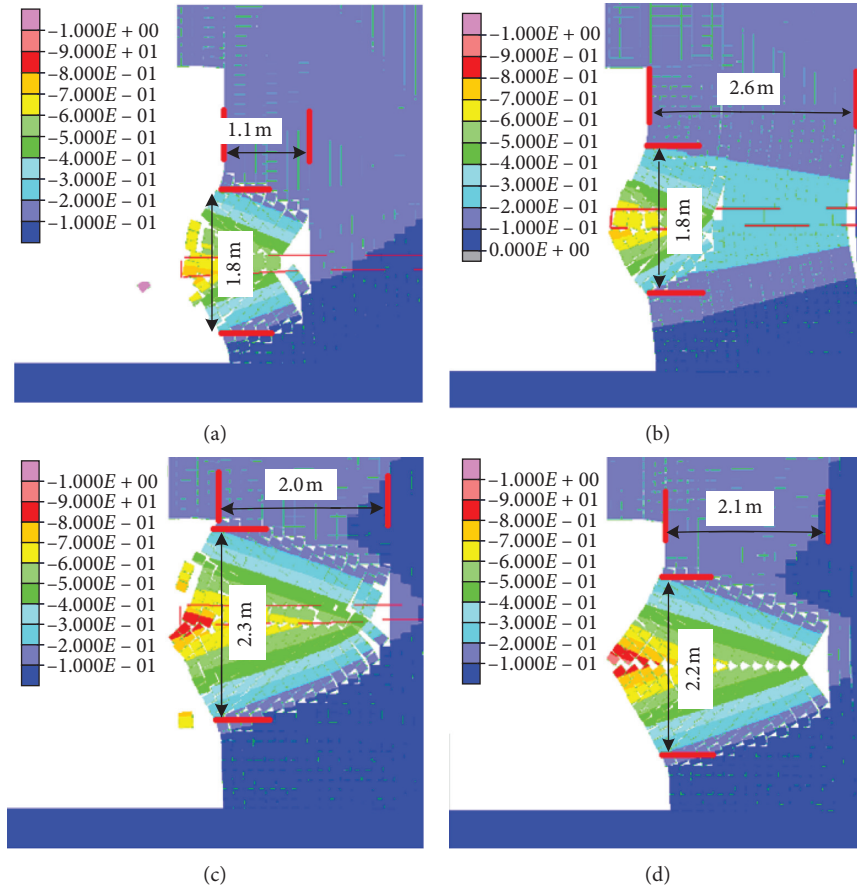 −1.000E + 00
−9.000E + 01
−8.000E − 01
−7.000E − 01
−6.000E − 01
−5.000E − 01
−4.000E − 01
−3.000E − 01
−2.000E − 01
−1.000E − 01
1.1 m
1.8 m
(a)
−1.000E + 00
−9.000E + 01
−8.000E − 01
−7.000E − 01
−6.000E − 01
−5.000E − 01
−4.000E − 01
−3.000E − 01
−2.000E − 01
−1.000E − 01
0.000E + 00
2.6 m
1.8 m
(b)
−1.000E + 00
−9.000E + 01
−8.000E − 01
−7.000E − 01
−6.000E − 01
−5.000E − 01
−4.000E − 01
−3.000E − 01
−2.000E − 01
−1.000E − 01
2.0 m
2.3 m
(c)
−1.000E + 00
−9.000E + 01
−8.000E − 01
−7.000E − 01
−6.000E − 01
−5.000E − 01
−4.000E − 01
−3.000E − 01
−2.000E − 01
−1.000E − 01
2.1 m
2.2 m
(d)